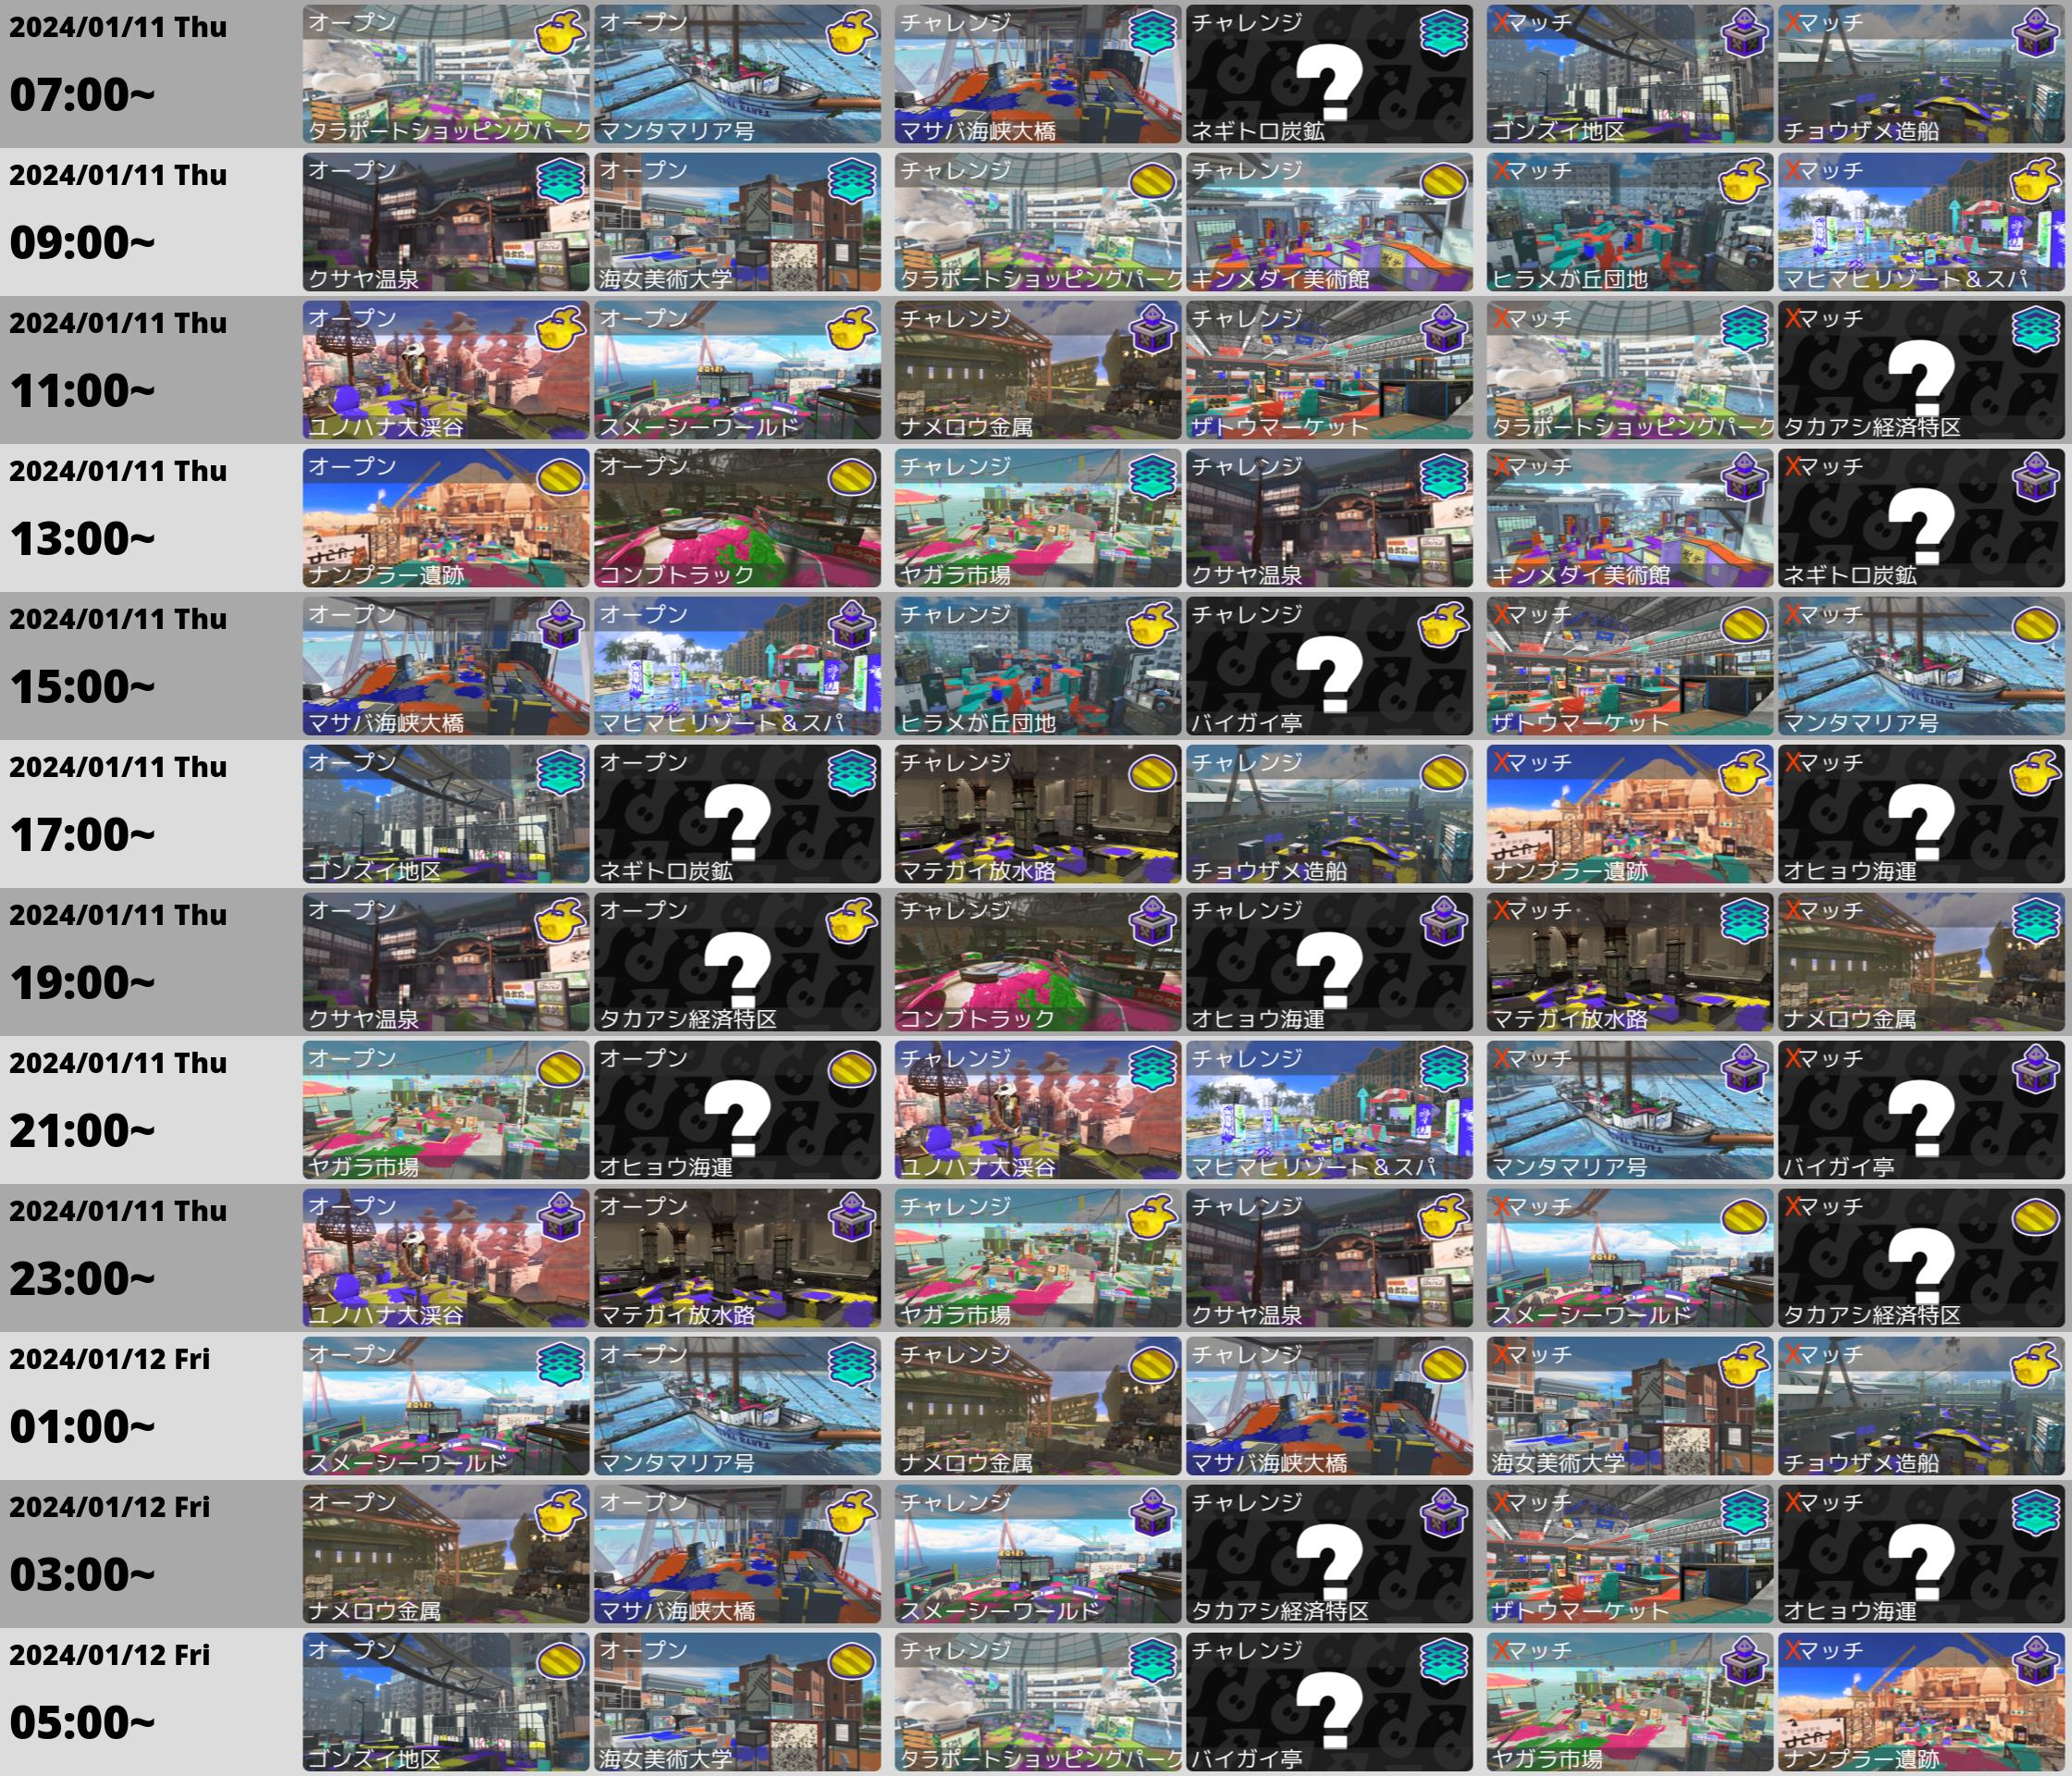 2024/01/11 Thu
07:00~
オープン オープン チャレンジ チャレンジ Xマッチ Xマッチ
タラポートショッピングパーク マンタマリア号 マサバ海峡大橋 ネギトロ炭鉱 ゴンズイ地区 チョウザメ造船
2024/01/11 Thu
09:00~
オープン オープン チャレンジ チャレンジ Xマッチ Xマッチ
クサヤ温泉 海女美術大学 タラポートショッピングパーク キンメダイ美術館 ヒラメが丘団地 マヒマヒリゾート＆スパ
2024/01/11 Thu
11:00~
オープン オープン チャレンジ チャレンジ Xマッチ Xマッチ
ユノハナ大渓谷 スメーシーワールド ナメロウ金属 ザトウマーケット タラポートショッピングパーク タカアシ経済特区
2024/01/11 Thu
13:00~
オープン オープン チャレンジ チャレンジ Xマッチ Xマッチ
ナンプラー遺跡 コンブトラック ヤガラ市場 クサヤ温泉 キンメダイ美術館 ネギトロ炭鉱
2024/01/11 Thu
15:00~
オープン オープン チャレンジ チャレンジ Xマッチ Xマッチ
マサバ海峡大橋 マヒマヒリゾート＆スパ ヒラメが丘団地 バイガイ亭 ザトウマーケット マンタマリア号
2024/01/11 Thu
17:00~
オープン オープン チャレンジ チャレンジ Xマッチ Xマッチ
ゴンズイ地区 ネギトロ炭鉱 マテガイ放水路 チョウザメ造船 ナンプラー遺跡 オヒョウ海運
2024/01/11 Thu
19:00~
オープン オープン チャレンジ チャレンジ Xマッチ Xマッチ
クサヤ温泉 タカアシ経済特区 コンブトラック オヒョウ海運 マテガイ放水路 ナメロウ金属
2024/01/11 Thu
21:00~
オープン オープン チャレンジ チャレンジ Xマッチ Xマッチ
ヤガラ市場 オヒョウ海運 ユノハナ大渓谷 マヒマヒリゾート＆スパ マンタマリア号 バイガイ亭
2024/01/11 Thu
23:00~
オープン オープン チャレンジ チャレンジ Xマッチ Xマッチ
ユノハナ大渓谷 マテガイ放水路 ヤガラ市場 クサヤ温泉 スメーシーワールド タカアシ経済特区
2024/01/12 Fri
01:00~
オープン オープン チャレンジ チャレンジ Xマッチ Xマッチ
スメーシーワールド マンタマリア号 ナメロウ金属 マサバ海峡大橋 海女美術大学 チョウザメ造船
2024/01/12 Fri
03:00~
オープン オープン チャレンジ チャレンジ Xマッチ Xマッチ
ナメロウ金属 マサバ海峡大橋 スメーシーワールド タカアシ経済特区 ザトウマーケット オヒョウ海運
2024/01/12 Fri
05:00~
オープン オープン チャレンジ チャレンジ Xマッチ Xマッチ
ゴンズイ地区 海女美術大学 タラポートショッピングパーク バイガイ亭 ヤガラ市場 ナンプラー遺跡